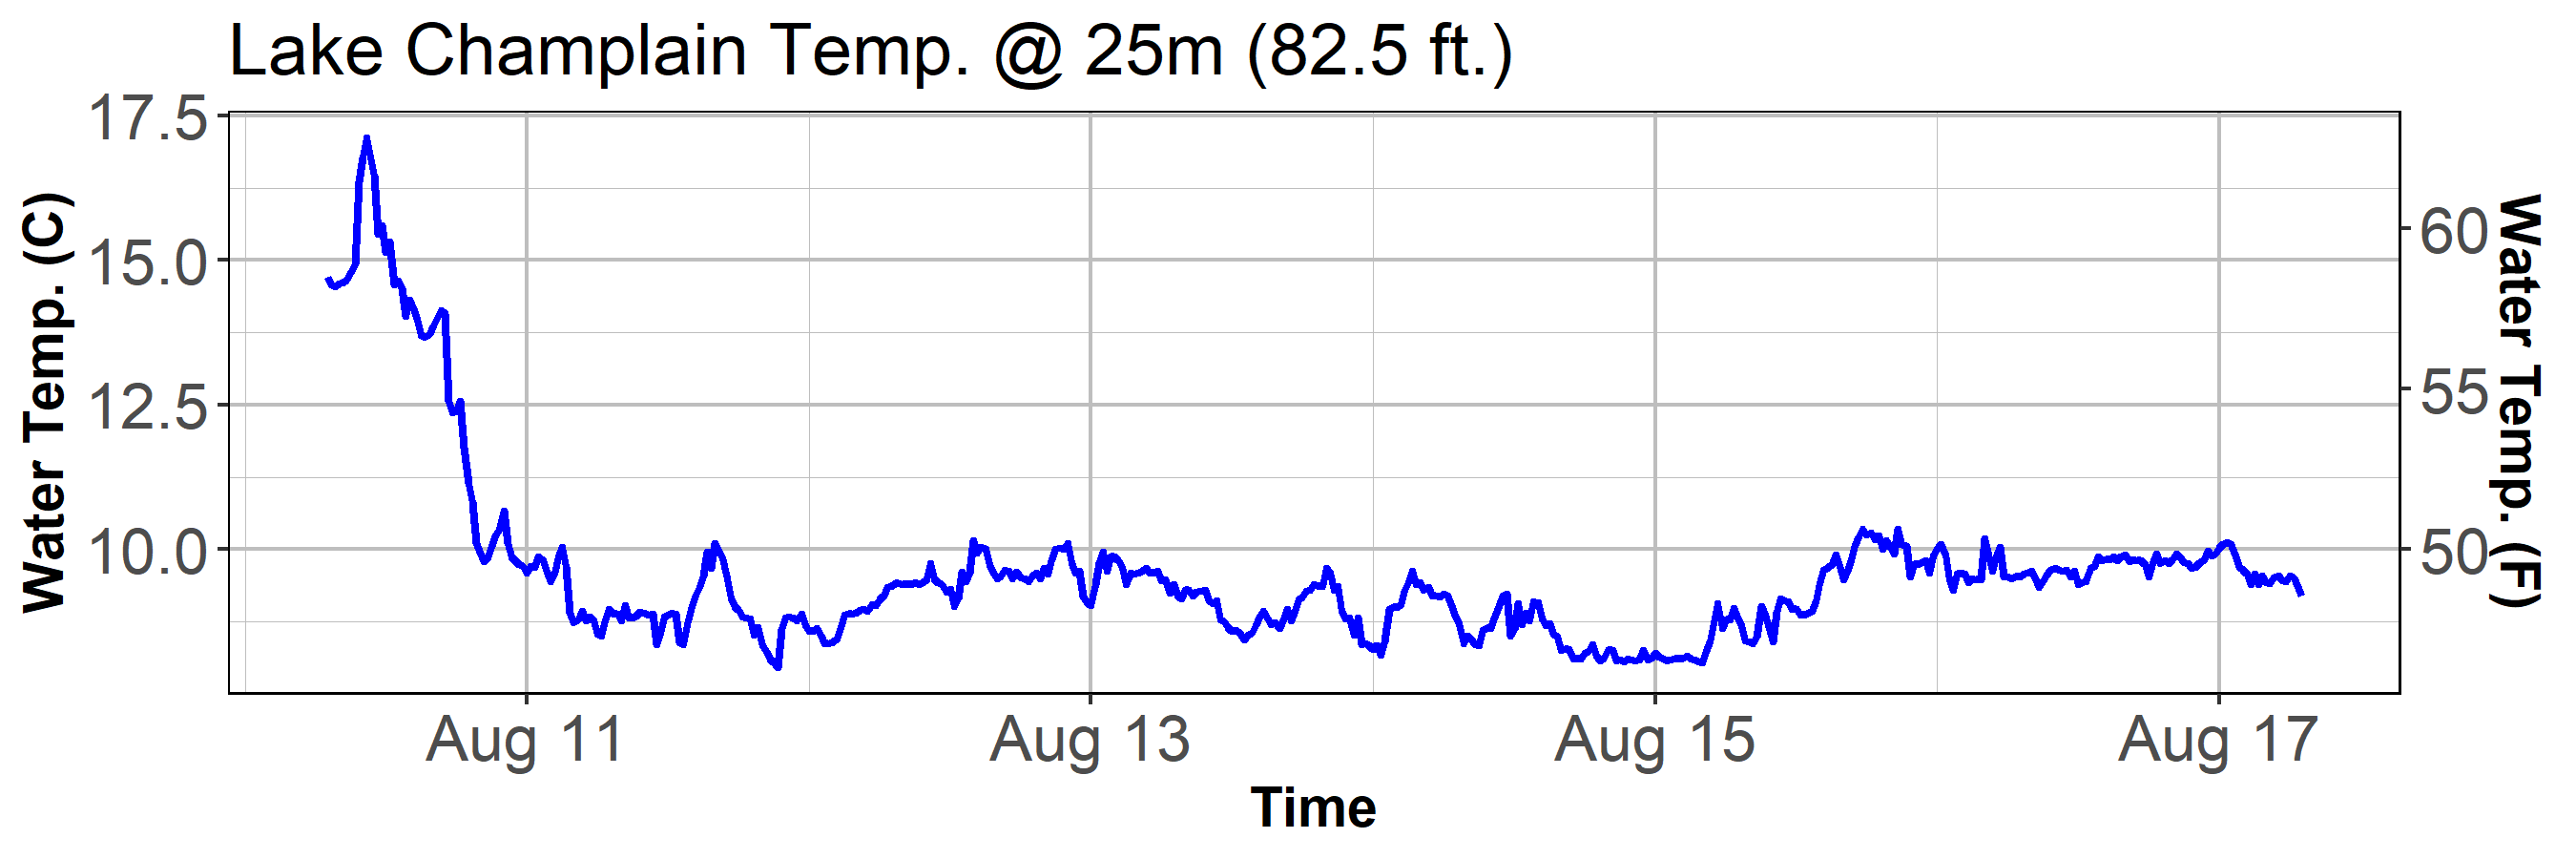 Lake Champlain Temp. @ 25m (82.5 ft.)
Water Temp. (C)
17.5
15.0
12.5
10.0
60
55
50
Water Temp. (F)
Aug 11 Aug 13 Aug 15 Aug 17
Time